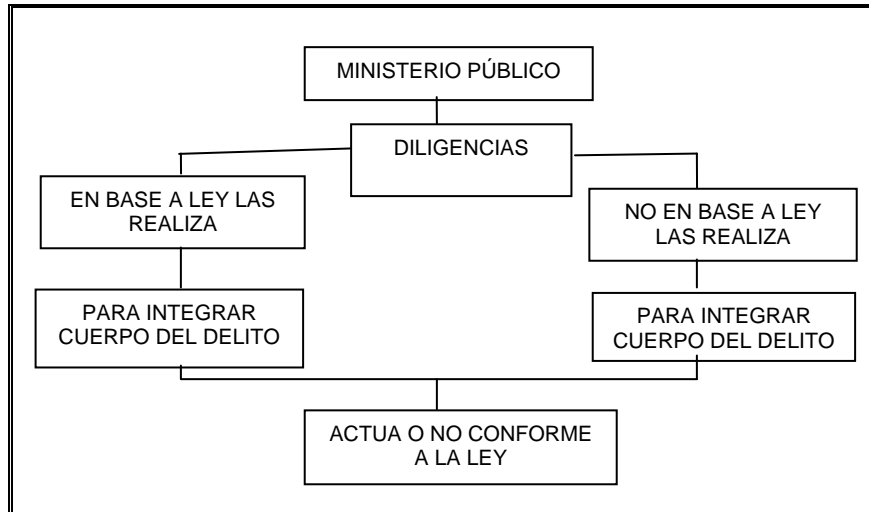 MINISTERIO PÚBLICO
DILIGENCIAS
EN BASE A LEY LAS
REALIZA
NO EN BASE A LEY
LAS REALIZA
PARA INTEGRAR
CUERPO DEL DELITO
PARA INTEGRAR
CUERPO DEL DELITO
ACTUA O NO CONFORME
A LA LEY